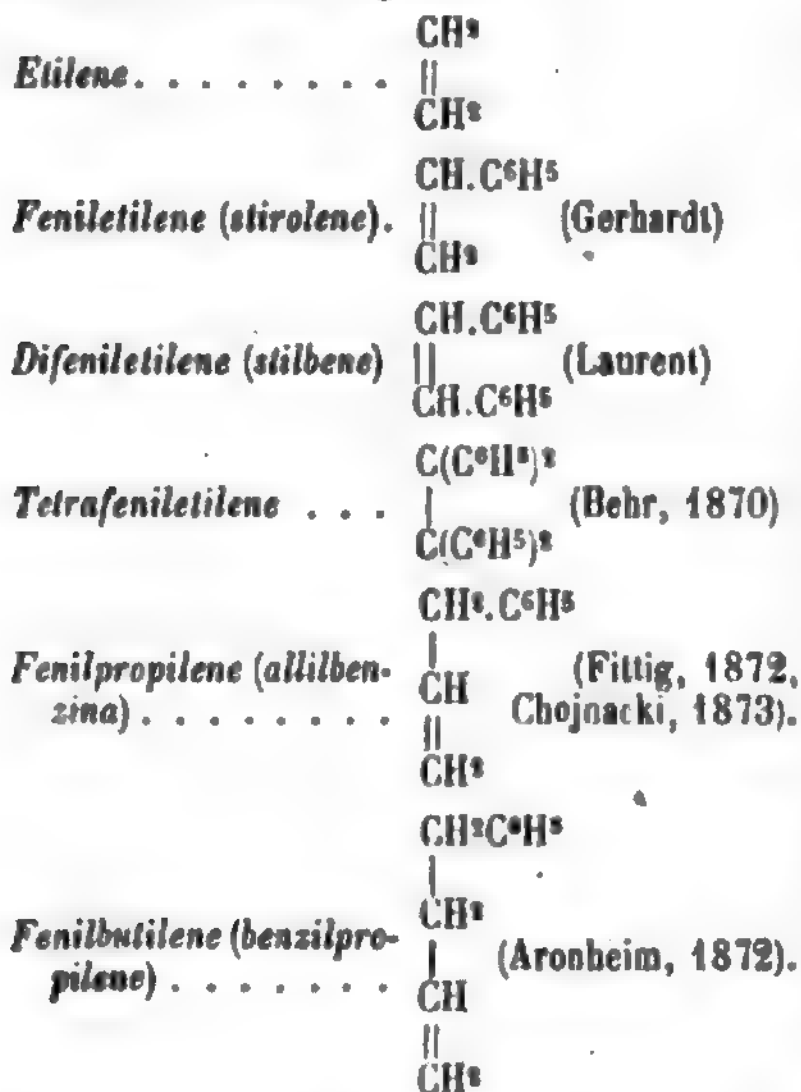 CH²
Etilene. . . . . . . . ||
CH²
CH.C⁶H⁵
Feniletilene (stirolene). || (Gerhardt)
CH²
CH.C⁶H⁵
Difeniletilene (stilbene) || (Laurent)
CH.C⁶H⁵
C(C⁶H⁵)²
Tetrafeniletilene . . . | (Behr, 1870)
C(C⁶H⁵)²
CH².C⁶H⁵
|
Fenilpropilene (allilben- CH (Fittig, 1872,
zina) . . . . . . . . || Chojnacki, 1873).
CH²
CH²C⁶H⁵
|
CH²
Fenilbutilene (benzilpro- | (Aronheim, 1872).
pilene) . . . . . . . CH
||
CH²